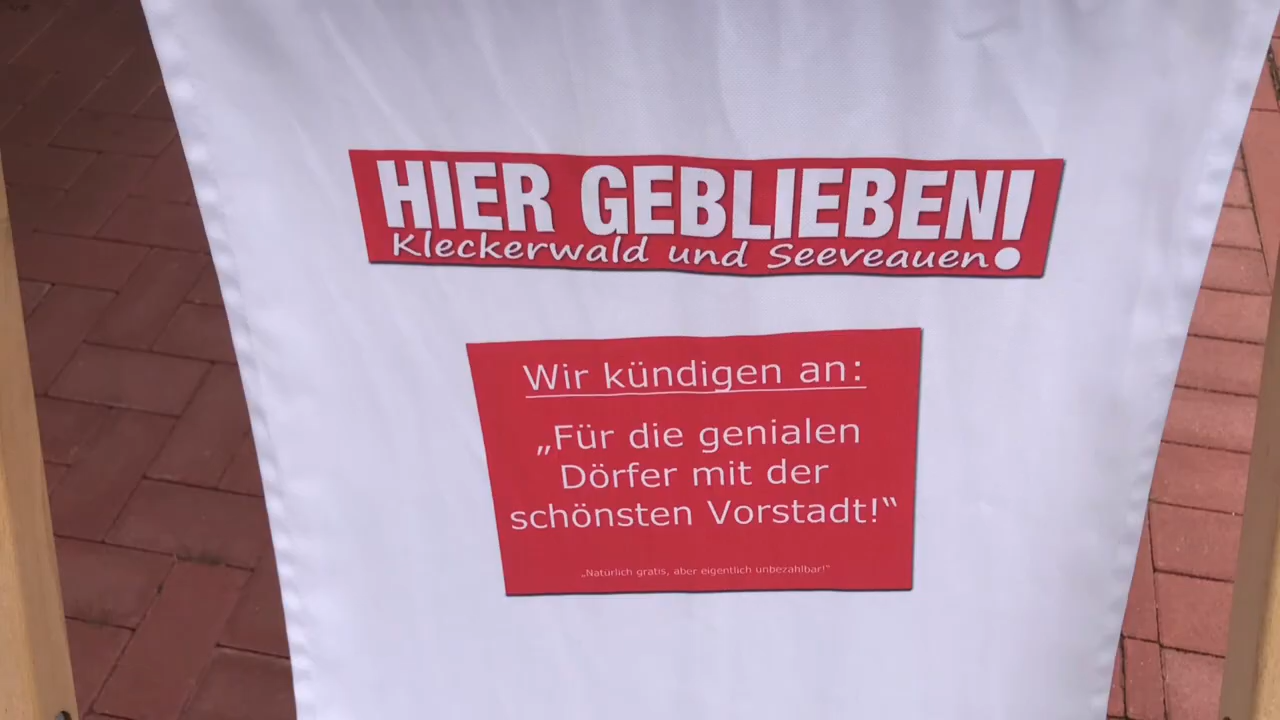 HIER GEBLIEBEN!
Kleckerwald und Seeveauen
Wir kündigen an:
„Für die genialen
Dörfer mit der
schönsten Vorstadt!“
„Natürlich gratis, aber eigentlich unbezahlbar!“